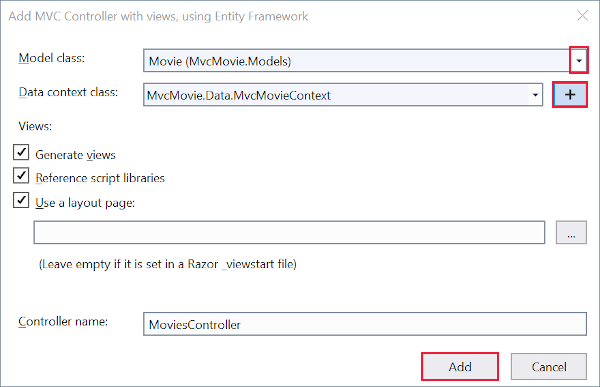 Add MVC Controller with views, using Entity Framework
Model class: Movie (MvcMovie.Models)
Data context class: MvcMovie.Data.MvcMovieContext +
Views:
Generate views
Reference script libraries
Use a layout page:
...
(Leave empty if it is set in a Razor _viewstart file)
Controller name: MoviesController
Add Cancel